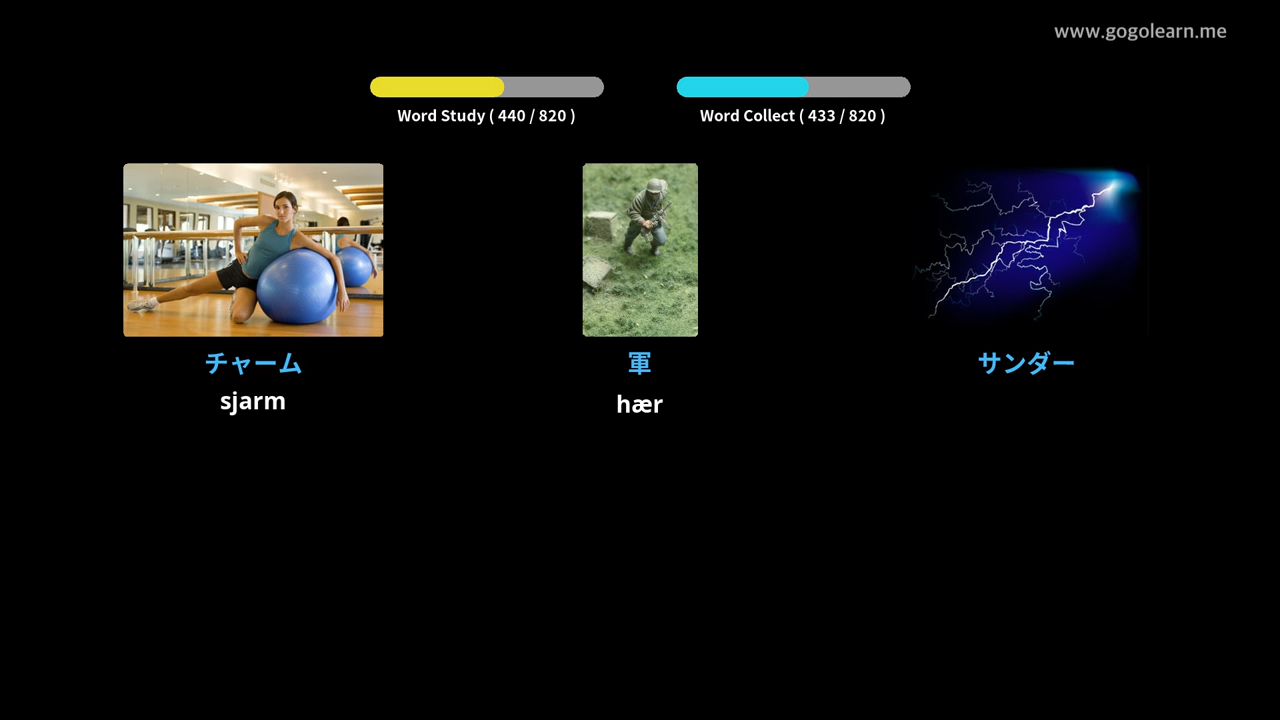 www.gogolearn.me
Word Study ( 440 / 820 )
Word Collect ( 433 / 820 )
チャーム
sjarm
軍
hær
サンダー